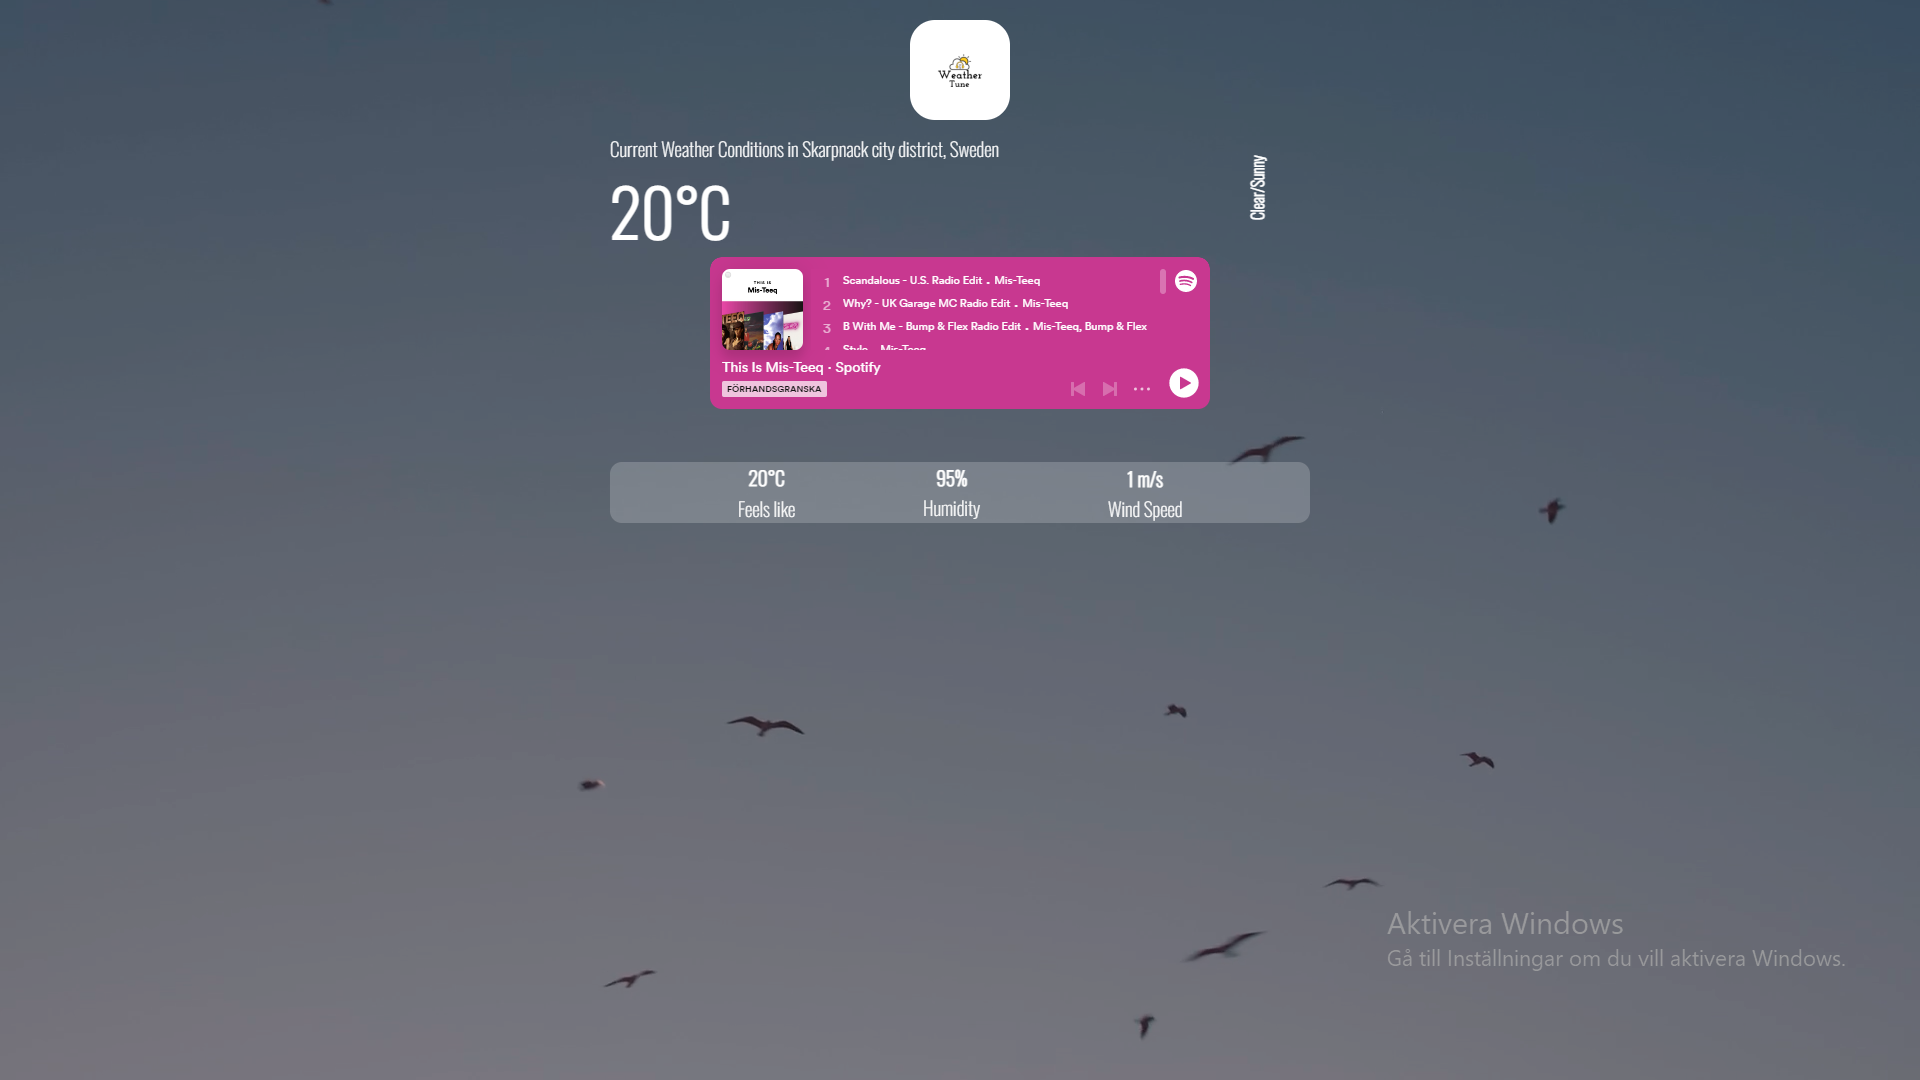 Weather
Tune
Current Weather Conditions in Skarpnack city district, Sweden
20°C
Clear/Sunny
THIS IS
Mis-Teeq
1 Scandalous - U.S. Radio Edit • Mis-Teeq
2 Why? - UK Garage MC Radio Edit • Mis-Teeq
3 B With Me - Bump & Flex Radio Edit • Mis-Teeq, Bump & Flex
Style • Mis-Teeq
This Is Mis-Teeq · Spotify
FÖRHANDSGRANSKA
20°C 95% 1 m/s
Feels like Humidity Wind Speed
Aktivera Windows
Gå till Inställningar om du vill aktivera Windows.